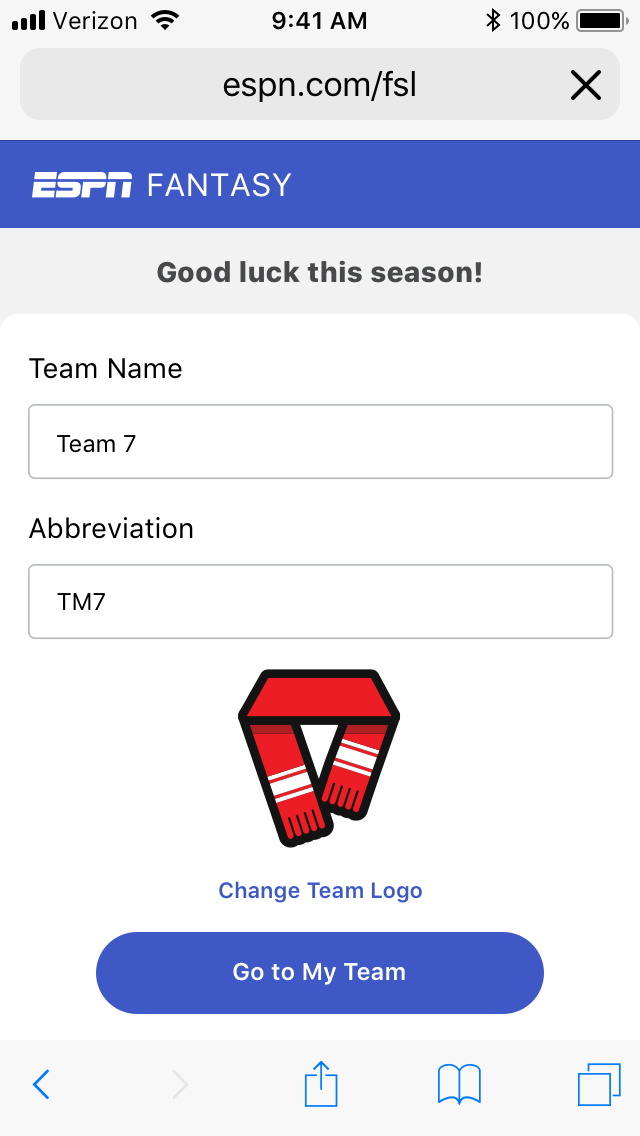 Verizon 9:41 AM 100%
espn.com/fsl
ESPN FANTASY
Good luck this season!
Team Name
Team 7
Abbreviation
TM7
Change Team Logo
Go to My Team